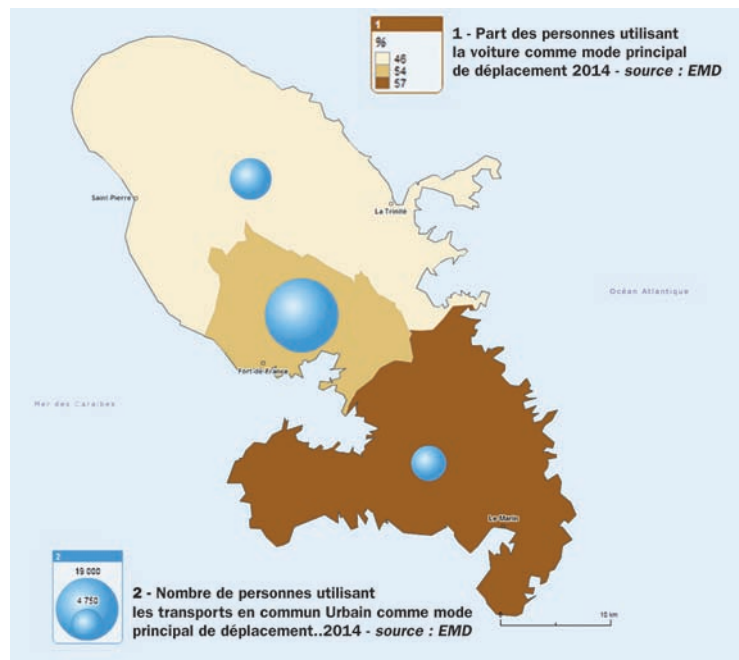 1
%
46
54
57
1 - Part des personnes utilisant
la voiture comme mode principal
de déplacement 2014 - source : EMD
Saint Pierre
La Trinité
Océan Atlantique
Fort-de-France
Mer des Caraïbes
Le Marin
10 km
2
19 000
4 750
2 - Nombre de personnes utilisant
les transports en commun Urbain comme mode
principal de déplacement..2014 - source : EMD